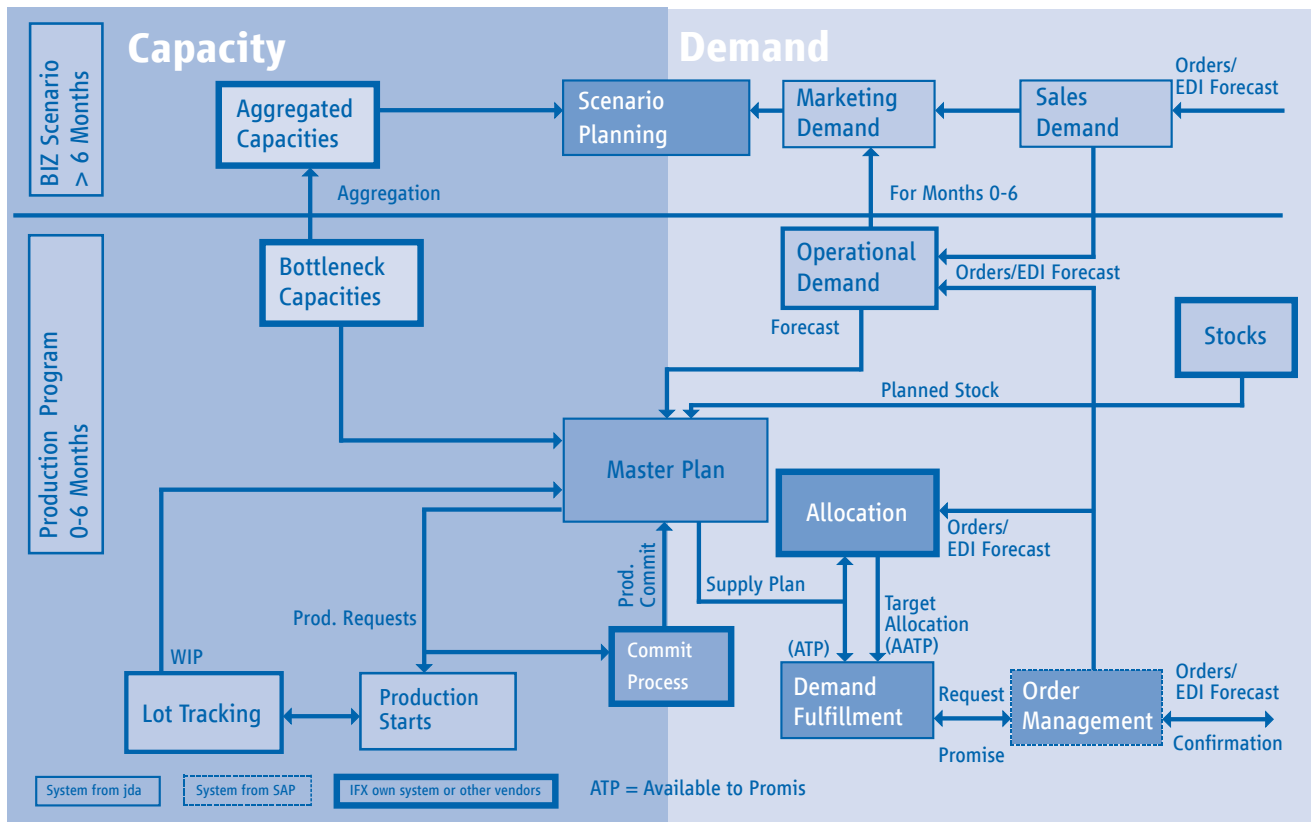 Capacity
Demand
BIZ Scenario
> 6 Months
Aggregated
Capacities
Scenario
Planning
Marketing
Demand
Sales
Demand
Orders/
EDI Forecast
Aggregation
For Months 0-6
Production Program
0-6 Months
Bottleneck
Capacities
Operational
Demand
Orders/EDI Forecast
Forecast
Stocks
Planned Stock
Master Plan
Allocation
Orders/
EDI Forecast
Prod.
Commit
Supply Plan
Target
Allocation
(AATP)
Prod. Requests
(ATP)
WIP
Commit
Process
Lot Tracking
Production
Starts
Demand
Fulfillment
Request
Promise
Order
Management
Orders/
EDI Forecast
Confirmation
System from jda
System from SAP
IFX own system or other vendors
ATP = Available to Promis